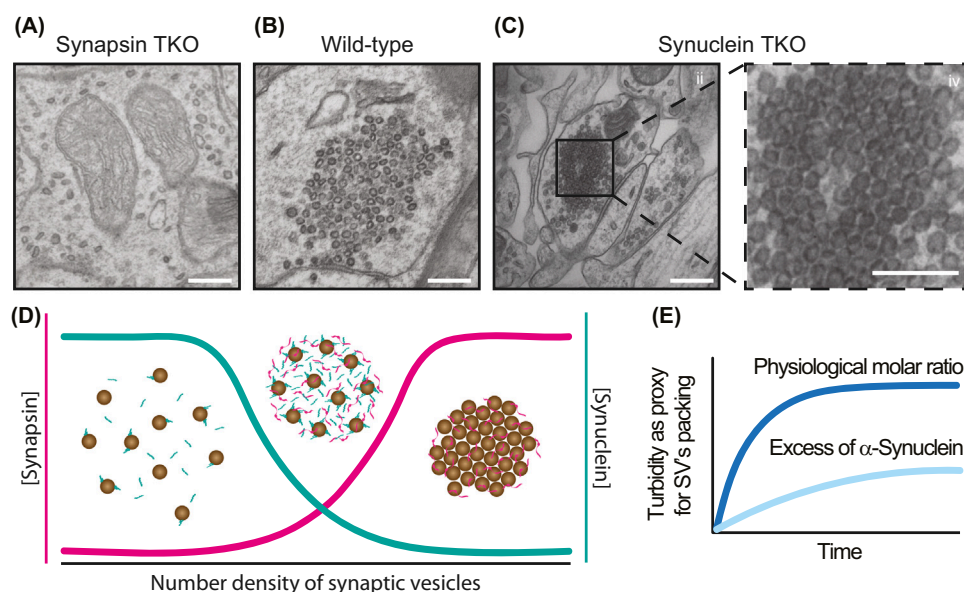 (A)
Synapsin TKO
(B)
Wild-type
(C)
Synuclein TKO
ii
iv
(D)
[Synapsin]
[Synuclein]
Number density of synaptic vesicles
(E)
Turbidity as proxy
for SV's packing
Physiological molar ratio
Excess of α-Synuclein
Time